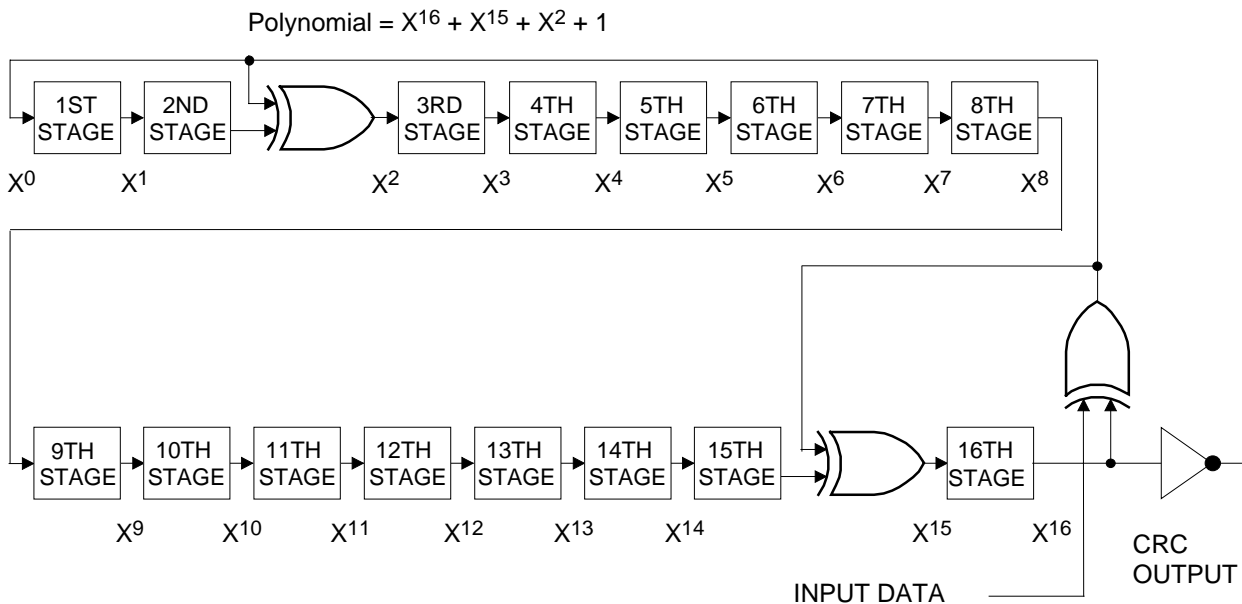 Polynomial = X16 + X15 + X2 + 1
1ST STAGE
2ND STAGE
3RD STAGE
4TH STAGE
5TH STAGE
6TH STAGE
7TH STAGE
8TH STAGE
X0 X1 X2 X3 X4 X5 X6 X7 X8
9TH STAGE
10TH STAGE
11TH STAGE
12TH STAGE
13TH STAGE
14TH STAGE
15TH STAGE
16TH STAGE
X9 X10 X11 X12 X13 X14 X15 X16
CRC
OUTPUT
INPUT DATA